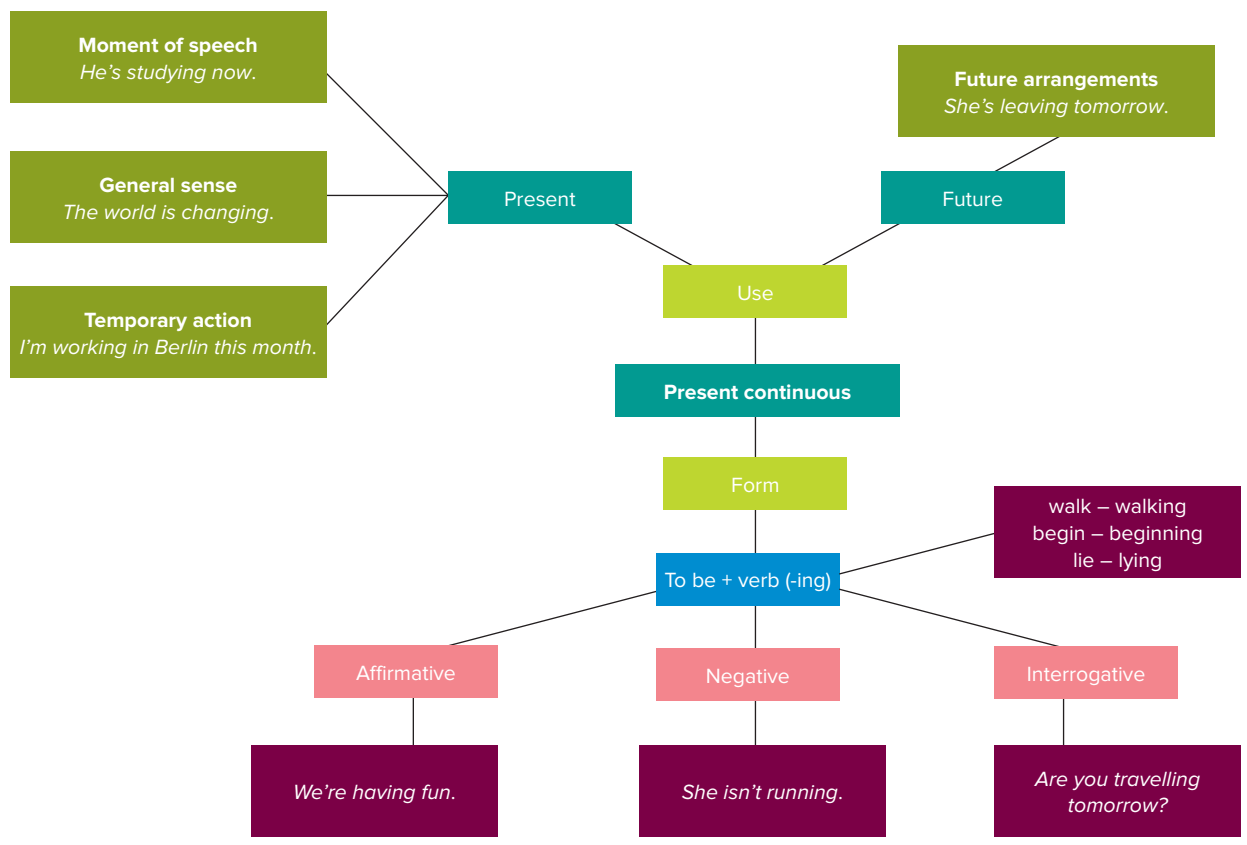 Moment of speech
He’s studying now.
Future arrangements
She’s leaving tomorrow.
General sense
The world is changing.
Present
Future
Temporary action
I’m working in Berlin this month.
Use
Present continuous
Form
walk – walking
begin – beginning
lie – lying
To be + verb (-ing)
Affirmative
Negative
Interrogative
We’re having fun.
She isn’t running.
Are you travelling
tomorrow?